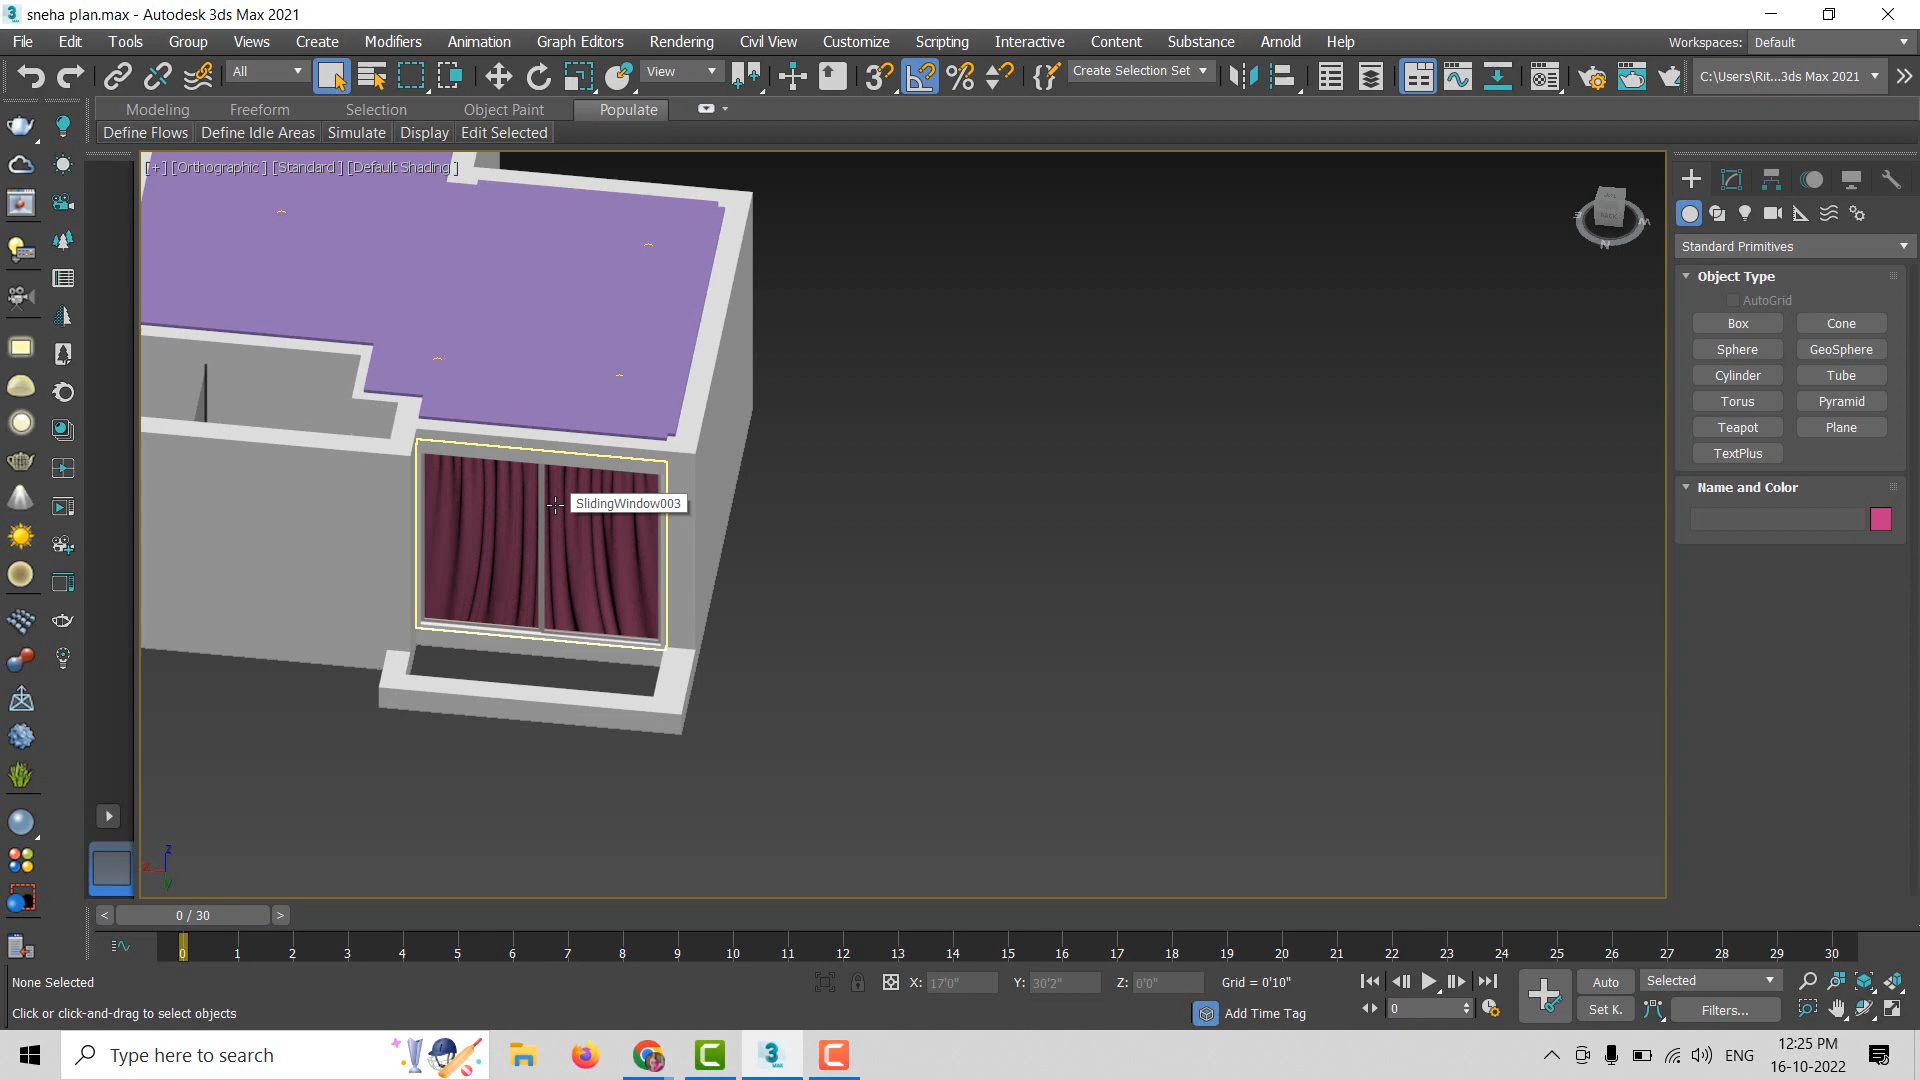 sneha plan.max - Autodesk 3ds Max 2021
File Edit Tools Group Views Create Modifiers Animation Graph Editors Rendering Civil View Customize Scripting Interactive Content Substance Arnold Help Workspaces: Default
All View Create Selection Set C:\Users\Rit...3ds Max 2021
Modeling Freeform Selection Object Paint Populate
Define Flows Define Idle Areas Simulate Display Edit Selected
[+] [Orthographic ] [Standard ] [Default Shading ]
Standard Primitives
Object Type
AutoGrid
Box Cone
Sphere GeoSphere
Cylinder Tube
Torus Pyramid
Teapot Plane
TextPlus
Name and Color
SlidingWindow003
0 / 30
0 1 2 3 4 5 6 7 8 9 10 11 12 13 14 15 16 17 18 19 20 21 22 23 24 25 26 27 28 29 30
None Selected X: 17'0" Y: 30'2" Z: 0'0" Grid = 0'10" Auto Selected
Click or click-and-drag to select objects Add Time Tag 0 Set K. Filters...
Type here to search ENG 12:25 PM
16-10-2022